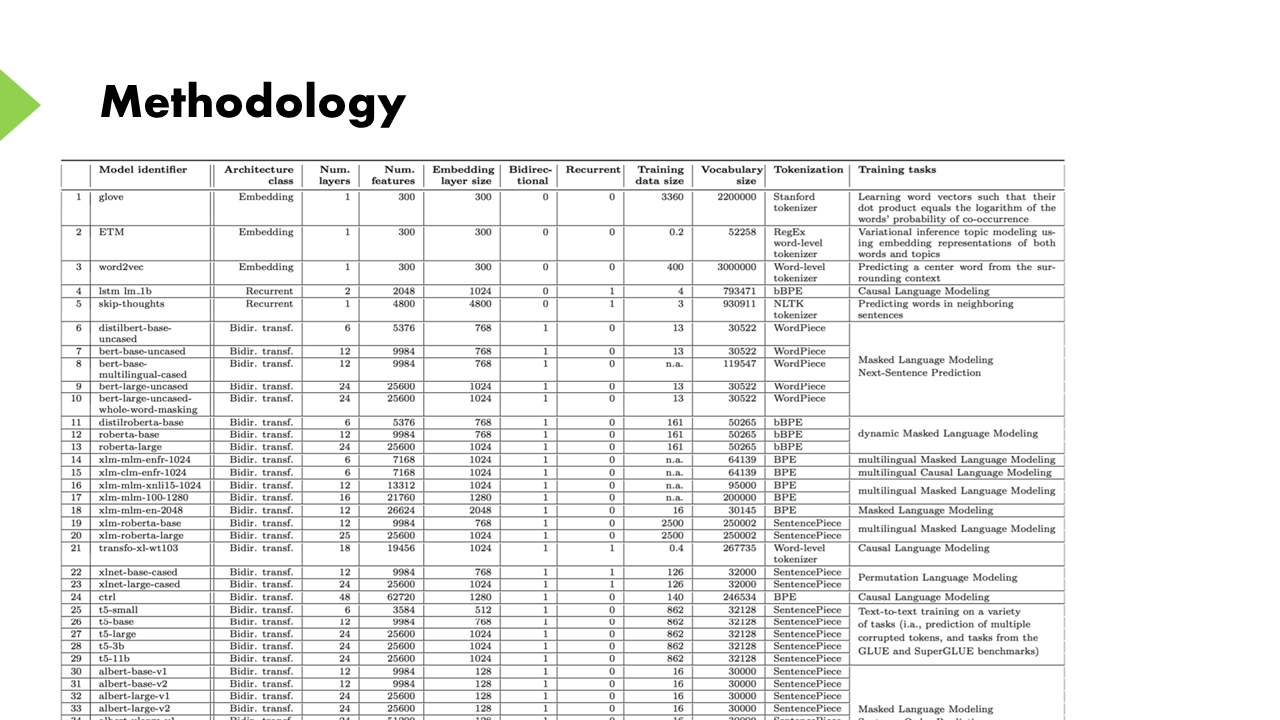 Methodology
Model identifier Architecture class Num. layers Num. features Embedding layer size Bidirec-tional Recurrent Training data size Vocabulary size Tokenization Training tasks
1 glove Embedding 1 300 300 0 0 3360 2200000 Stanford tokenizer Learning word vectors such that their dot product equals the logarithm of the words' probability of co-occurrence
2 ETM Embedding 1 300 300 0 0 0.2 52258 RegEx word-level tokenizer Variational inference topic modeling us-ing embedding representations of both words and topics
3 word2vec Embedding 1 300 300 0 0 400 3000000 Word-level tokenizer Predicting a center word from the sur-rounding context
4 lstm lm_1b Recurrent 2 2048 1024 0 1 4 793471 bBPE Causal Language Modeling
5 skip-thoughts Recurrent 1 4800 4800 0 1 3 930911 NLTK tokenizer Predicting words in neighboring sentences
6 distilbert-base-uncased Bidir. transf. 6 5376 768 1 0 13 30522 WordPiece
7 bert-base-uncased Bidir. transf. 12 9984 768 1 0 13 30522 WordPiece
8 bert-base-multilingual-cased Bidir. transf. 12 9984 768 1 0 n.a. 119547 WordPiece
Masked Language Modeling
Next-Sentence Prediction
9 bert-large-uncased Bidir. transf. 24 25600 1024 1 0 13 30522 WordPiece
10 bert-large-uncased-whole-word-masking Bidir. transf. 24 25600 1024 1 0 13 30522 WordPiece
11 distilroberta-base Bidir. transf. 6 5376 768 1 0 161 50265 bBPE
12 roberta-base Bidir. transf. 12 9984 768 1 0 161 50265 bBPE dynamic Masked Language Modeling
13 roberta-large Bidir. transf. 24 25600 1024 1 0 161 50265 bBPE
14 xlm-mlm-enfr-1024 Bidir. transf. 6 7168 1024 1 0 n.a. 64139 BPE multilingual Masked Language Modeling
15 xlm-clm-enfr-1024 Bidir. transf. 6 7168 1024 1 0 n.a. 64139 BPE multilingual Causal Language Modeling
16 xlm-mlm-xnli15-1024 Bidir. transf. 12 13312 1024 1 0 n.a. 95000 BPE multilingual Masked Language Modeling
17 xlm-mlm-100-1280 Bidir. transf. 16 21760 1280 1 0 n.a. 200000 BPE
18 xlm-mlm-en-2048 Bidir. transf. 12 26624 2048 1 0 16 30145 BPE Masked Language Modeling
19 xlm-roberta-base Bidir. transf. 12 9984 768 1 0 2500 250002 SentencePiece multilingual Masked Language Modeling
20 xlm-roberta-large Bidir. transf. 25 25600 1024 1 0 2500 250002 SentencePiece
21 transfo-xl-wt103 Bidir. transf. 18 19456 1024 1 1 0.4 267735 Word-level tokenizer Causal Language Modeling
22 xlnet-base-cased Bidir. transf. 12 9984 768 1 1 126 32000 SentencePiece Permutation Language Modeling
23 xlnet-large-cased Bidir. transf. 24 25600 1024 1 1 126 32000 SentencePiece
24 ctrl Bidir. transf. 48 62720 1280 1 0 140 246534 BPE Causal Language Modeling
25 t5-small Bidir. transf. 6 3584 512 1 0 862 32128 SentencePiece Text-to-text training on a variety
26 t5-base Bidir. transf. 12 9984 768 1 0 862 32128 SentencePiece of tasks (i.a., prediction of multiple
27 t5-large Bidir. transf. 24 25600 1024 1 0 862 32128 SentencePiece corrupted tokens, and tasks from the
28 t5-3b Bidir. transf. 24 25600 1024 1 0 862 32128 SentencePiece GLUE and SuperGLUE benchmarks)
29 t5-11b Bidir. transf. 24 25600 1024 1 0 862 32128 SentencePiece
30 albert-base-v1 Bidir. transf. 12 9984 128 1 0 16 30000 SentencePiece
31 albert-base-v2 Bidir. transf. 12 9984 128 1 0 16 30000 SentencePiece
32 albert-large-v1 Bidir. transf. 24 25600 128 1 0 16 30000 SentencePiece
33 albert-large-v2 Bidir. transf. 24 25600 128 1 0 16 30000 SentencePiece Masked Language Modeling